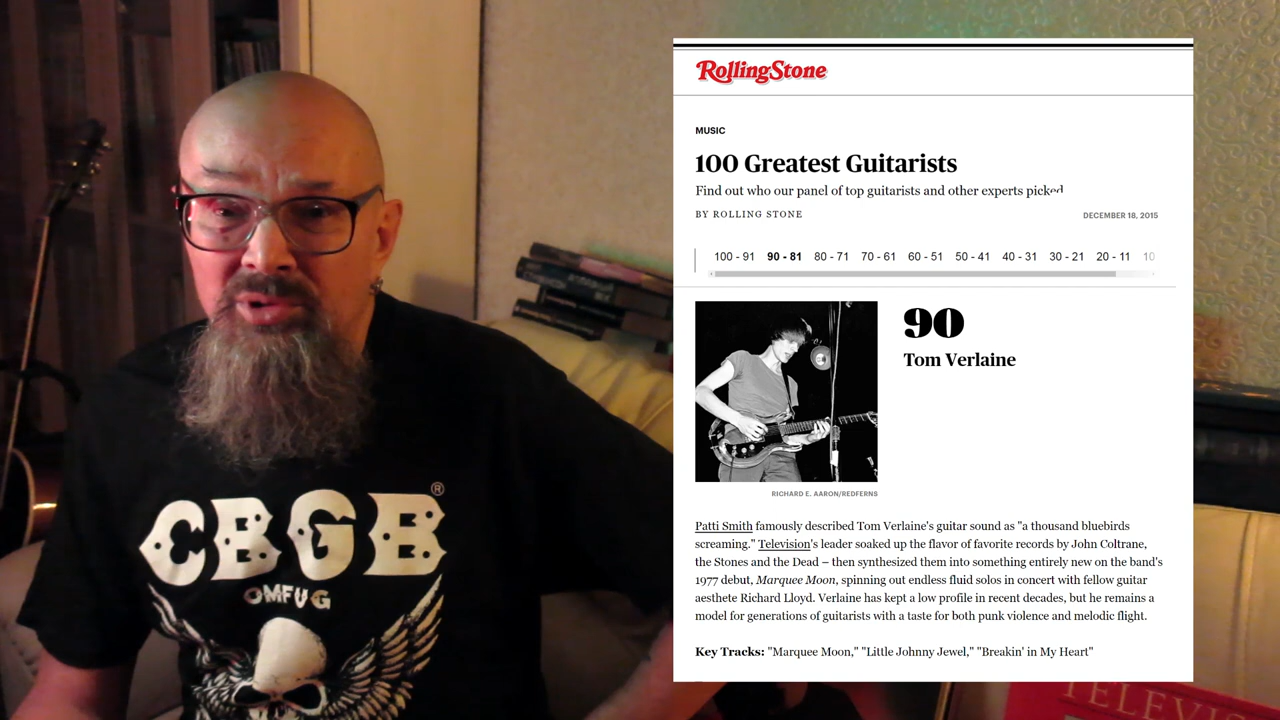 CBGB®
OMFUG
RollingStone
MUSIC
100 Greatest Guitarists
Find out who our panel of top guitarists and other experts picked
BY ROLLING STONE
DECEMBER 18, 2015
100 - 91 90 - 81 80 - 71 70 - 61 60 - 51 50 - 41 40 - 31 30 - 21 20 - 11 10
90
Tom Verlaine
RICHARD E. AARON/REDFERNS
Patti Smith famously described Tom Verlaine's guitar sound as "a thousand bluebirds
screaming." Television's leader soaked up the flavor of favorite records by John Coltrane,
the Stones and the Dead – then synthesized them into something entirely new on the band's
1977 debut, Marquee Moon, spinning out endless fluid solos in concert with fellow guitar
aesthete Richard Lloyd. Verlaine has kept a low profile in recent decades, but he remains a
model for generations of guitarists with a taste for both punk violence and melodic flight.
Key Tracks: "Marquee Moon," "Little Johnny Jewel," "Breakin' in My Heart"
TELEVI